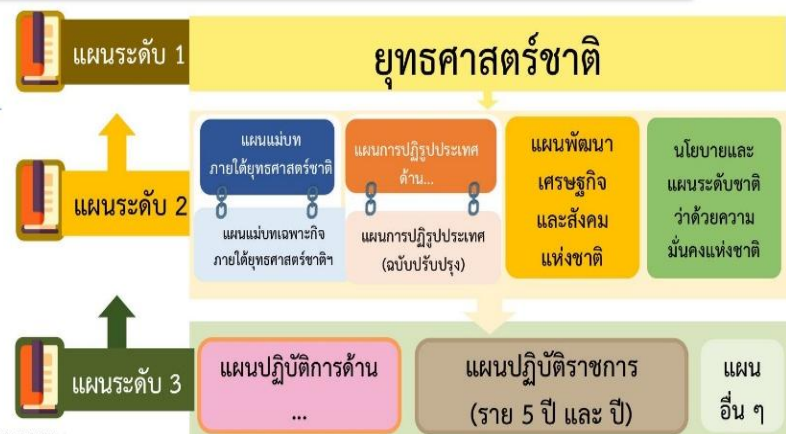 แผนระดับ 1
ยุทธศาสตร์ชาติ
แผนระดับ 2
แผนแม่บท
ภายใต้ยุทธศาสตร์ชาติ
แผนแม่บทเฉพาะกิจ
ภายใต้ยุทธศาสตร์ชาติฯ
แผนการปฏิรูปประเทศ
ด้าน...
แผนการปฏิรูปประเทศ
(ฉบับปรับปรุง)
แผนพัฒนา
เศรษฐกิจ
และสังคม
แห่งชาติ
นโยบายและ
แผนระดับชาติ
ว่าด้วยความ
มั่นคงแห่งชาติ
แผนระดับ 3
แผนปฏิบัติการด้าน
...
แผนปฏิบัติราชการ
(ราย 5 ปี และ ปี)
แผน
อื่น ๆ